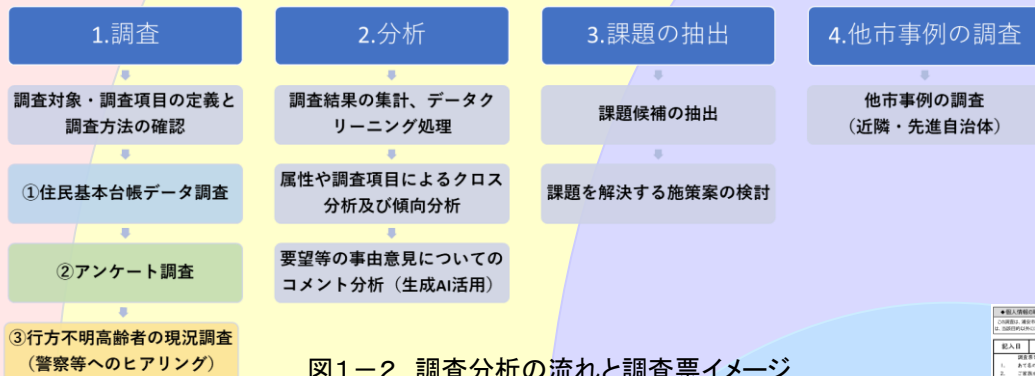 1.調査
調査対象・調査項目の定義と
調査方法の確認
①住民基本台帳データ調査
②アンケート調査
③行方不明高齢者の現況調査
(警察等へのヒアリング)
2.分析
調査結果の集計、データク
リーニング処理
属性や調査項目によるクロス
分析及び傾向分析
要望等の事由意見についての
コメント分析（生成AI活用）
3.課題の抽出
課題候補の抽出
課題を解決する施策案の検討
4.他市事例の調査
他市事例の調査
（近隣・先進自治体）
図1－2 調査分析の流れと調査票イメージ
記入日